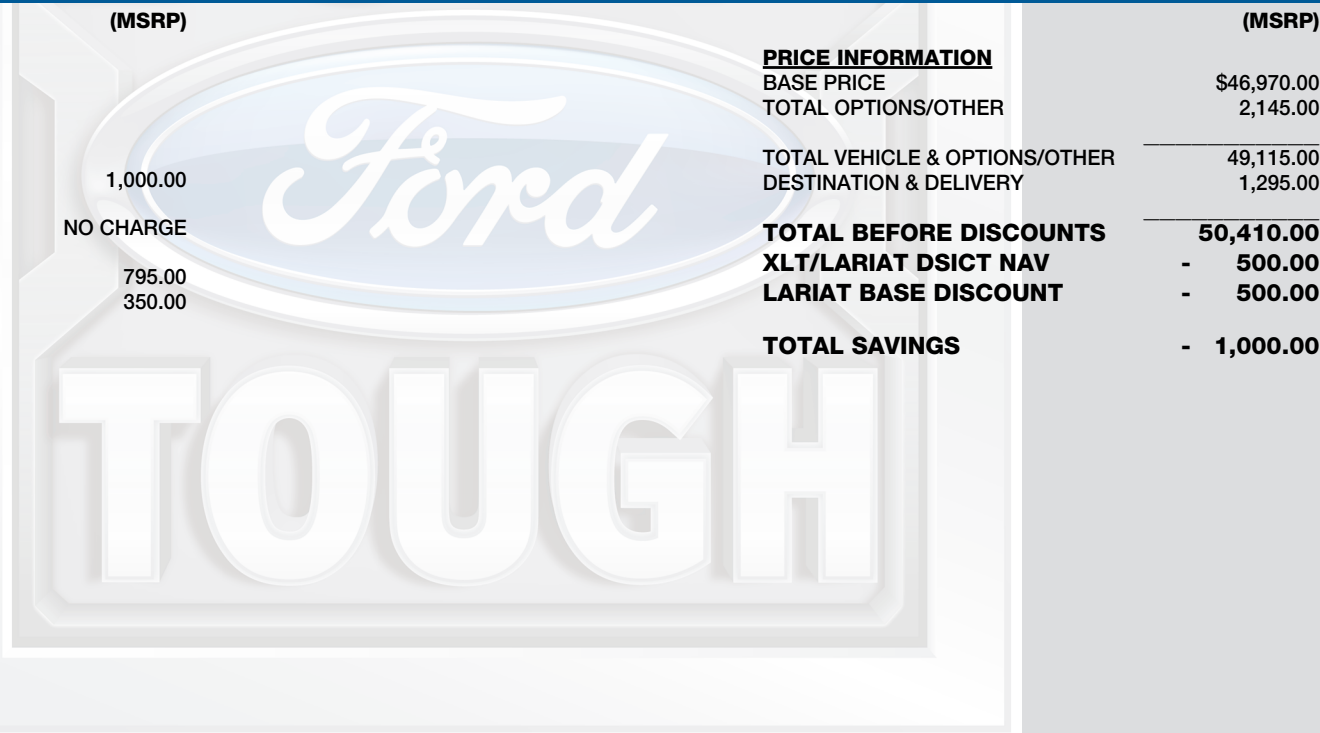 (MSRP)
1,000.00
NO CHARGE
795.00
350.00
Ford
TOUGH
(MSRP)
PRICE INFORMATION
BASE PRICE $46,970.00
TOTAL OPTIONS/OTHER 2,145.00
TOTAL VEHICLE & OPTIONS/OTHER 49,115.00
DESTINATION & DELIVERY 1,295.00
TOTAL BEFORE DISCOUNTS 50,410.00
XLT/LARIAT DSICT NAV - 500.00
LARIAT BASE DISCOUNT - 500.00
TOTAL SAVINGS - 1,000.00